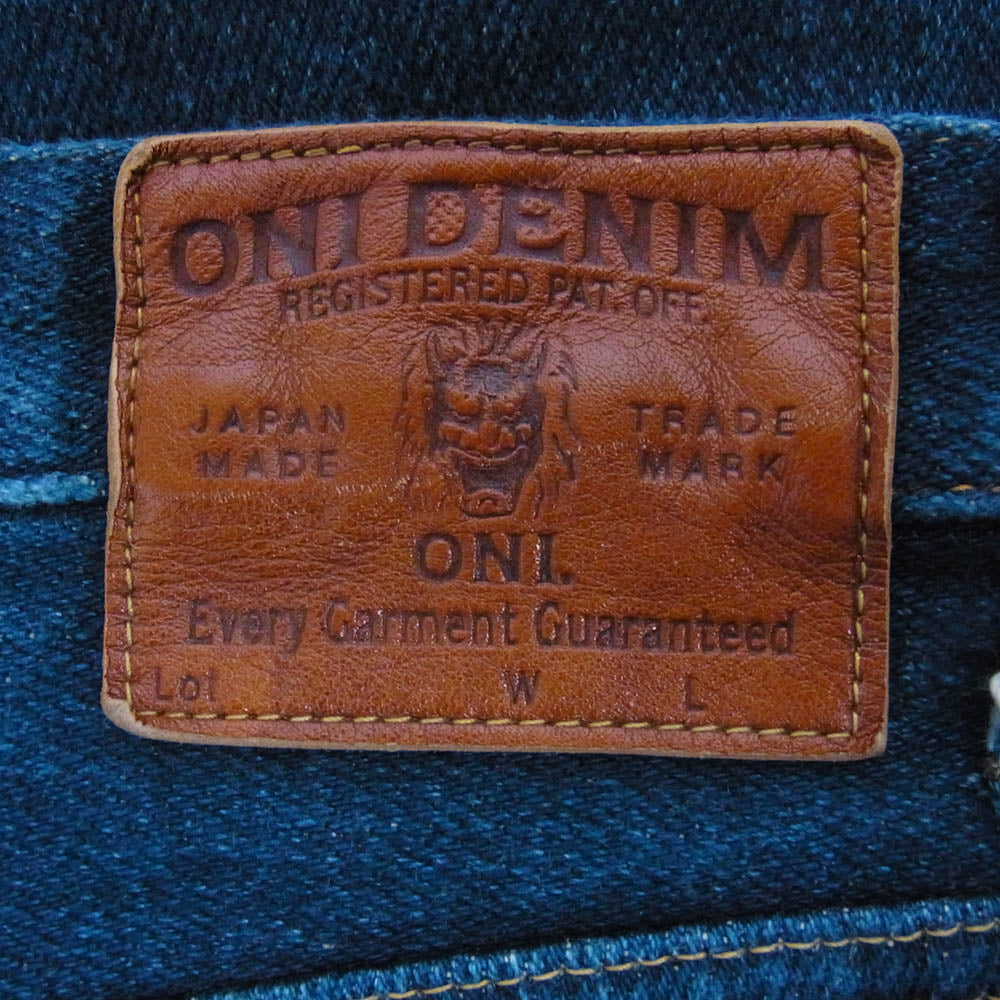 ONI DENIM
REGISTERED PAT. OFF.
JAPAN
MADE
TRADE
MARK
ONI.
Every Garment Guaranteed
Lot W L